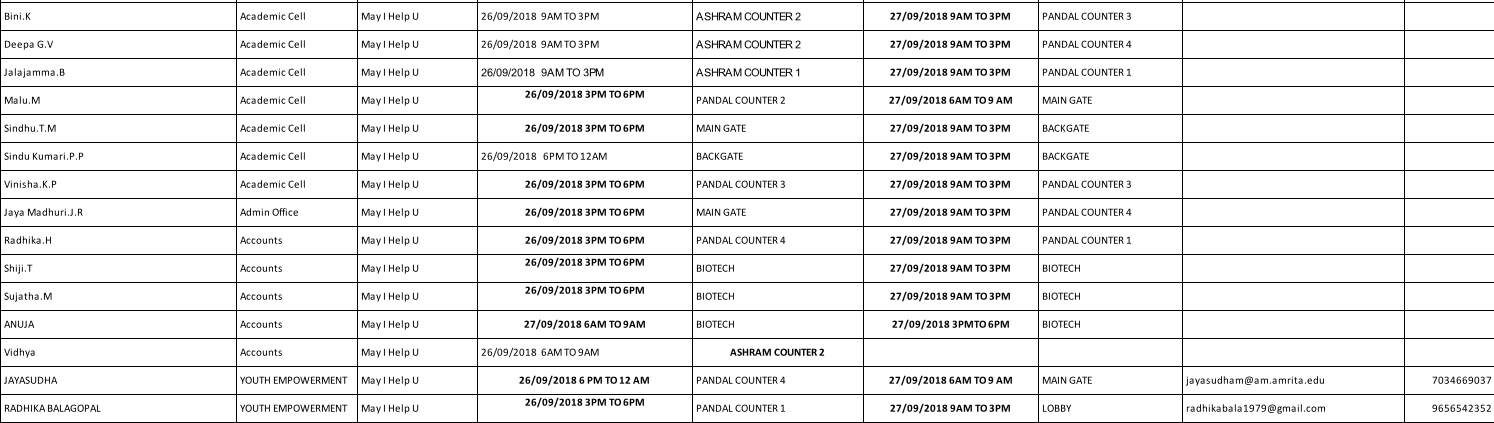 Bini.K Academic Cell May I Help U 26/09/2018 9AM TO 3PM ASHRAM COUNTER 2 27/09/2018 9AM TO 3PM PANDAL COUNTER 3
Deepa G.V Academic Cell May I Help U 26/09/2018 9AM TO 3PM ASHRAM COUNTER 2 27/09/2018 9AM TO 3PM PANDAL COUNTER 4
Jalajamma.B Academic Cell May I Help U 26/09/2018 9AM TO 3PM ASHRAM COUNTER 1 27/09/2018 9AM TO 3PM PANDAL COUNTER 1
Malu.M Academic Cell May I Help U 26/09/2018 3PM TO 6PM PANDAL COUNTER 2 27/09/2018 6AM TO 9 AM MAIN GATE
Sindhu.T.M Academic Cell May I Help U 26/09/2018 3PM TO 6PM MAIN GATE 27/09/2018 9AM TO 3PM BACKGATE
Sindu Kumari.P.P Academic Cell May I Help U 26/09/2018 6PM TO 12AM BACKGATE 27/09/2018 9AM TO 3PM BACKGATE
Vinisha.K.P Academic Cell May I Help U 26/09/2018 3PM TO 6PM PANDAL COUNTER 3 27/09/2018 9AM TO 3PM PANDAL COUNTER 3
Jaya Madhuri.J.R Admin Office May I Help U 26/09/2018 3PM TO 6PM MAIN GATE 27/09/2018 9AM TO 3PM PANDAL COUNTER 4
Radhika.H Accounts May I Help U 26/09/2018 3PM TO 6PM PANDAL COUNTER 4 27/09/2018 9AM TO 3PM PANDAL COUNTER 1
Shiji.T Accounts May I Help U 26/09/2018 3PM TO 6PM BIOTECH 27/09/2018 9AM TO 3PM BIOTECH
Sujatha.M Accounts May I Help U 26/09/2018 3PM TO 6PM BIOTECH 27/09/2018 9AM TO 3PM BIOTECH
ANUJA Accounts May I Help U 27/09/2018 6AM TO 9AM BIOTECH 27/09/2018 3PMTO 6PM BIOTECH
Vidhya Accounts May I Help U 26/09/2018 6AM TO 9AM ASHRAM COUNTER 2
JAYASUDHA YOUTH EMPOWERMENT May I Help U 26/09/2018 6 PM TO 12 AM PANDAL COUNTER 4 27/09/2018 6AM TO 9 AM MAIN GATE jayasudham@am.amrita.edu 7034669037
RADHIKA BALAGOPAL YOUTH EMPOWERMENT May I Help U 26/09/2018 3PM TO 6PM PANDAL COUNTER 1 27/09/2018 9AM TO 3PM LOBBY radhikabala1979@gmail.com 9656542352